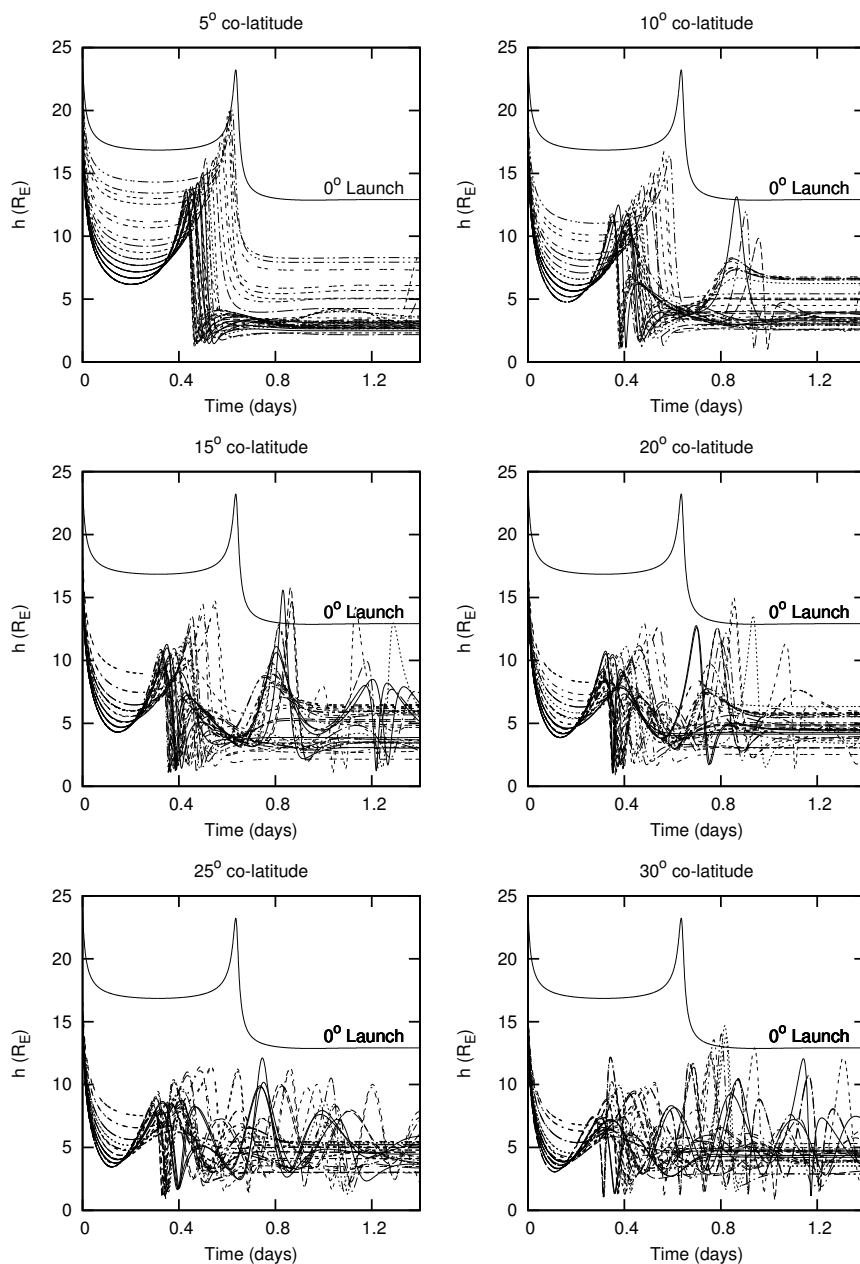 5° co-latitude
25
20
15
10
5
0
h (R_E)
0° Launch
0 0.4 0.8 1.2
Time (days)
10° co-latitude
25
20
15
10
5
0
h (R_E)
0° Launch
0 0.4 0.8 1.2
Time (days)
15° co-latitude
25
20
15
10
5
0
h (R_E)
0° Launch
0 0.4 0.8 1.2
Time (days)
20° co-latitude
25
20
15
10
5
0
h (R_E)
0° Launch
0 0.4 0.8 1.2
Time (days)
25° co-latitude
25
20
15
10
5
0
h (R_E)
0° Launch
0 0.4 0.8 1.2
Time (days)
30° co-latitude
25
20
15
10
5
0
h (R_E)
0° Launch
0 0.4 0.8 1.2
Time (days)